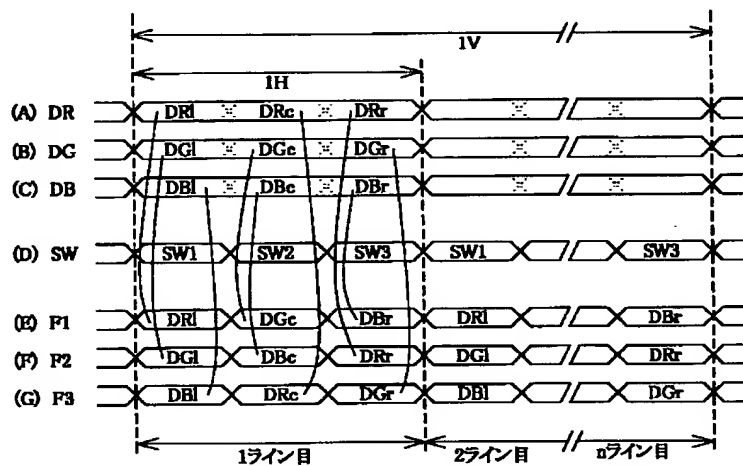 1V
1H
(A) DR DRl DRc DRr
(B) DG DGl DGc DGr
(C) DB DBl DBc DBr
(D) SW SW1 SW2 SW3 SW1 SW3
(E) F1 DRl DGc DBr DRl DBr
(F) F2 DGl DBc DRr DGl DRr
(G) F3 DBl DRc DGr DBl DGr
1ライン目 2ライン目 nライン目